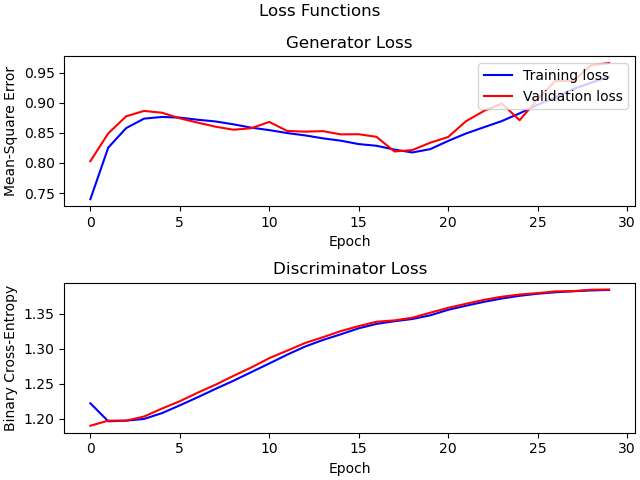 Loss Functions
Generator Loss
Mean-Square Error
0.95
0.90
0.85
0.80
0.75
Training loss
Validation loss
0 5 10 15 20 25 30
Epoch
Discriminator Loss
Binary Cross-Entropy
1.35
1.30
1.25
1.20
0 5 10 15 20 25 30
Epoch